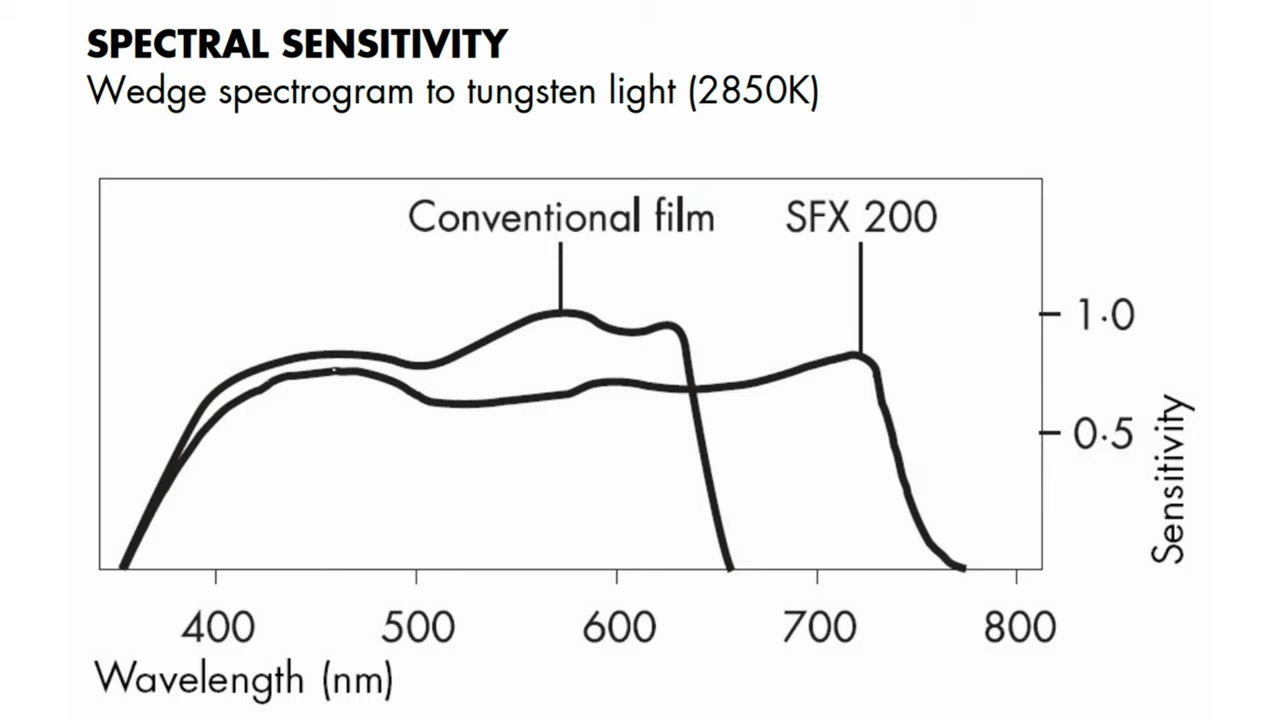 SPECTRAL SENSITIVITY
Wedge spectrogram to tungsten light (2850K)
Conventional film SFX 200
1·0
0·5
Sensitivity
400 500 600 700 800
Wavelength (nm)